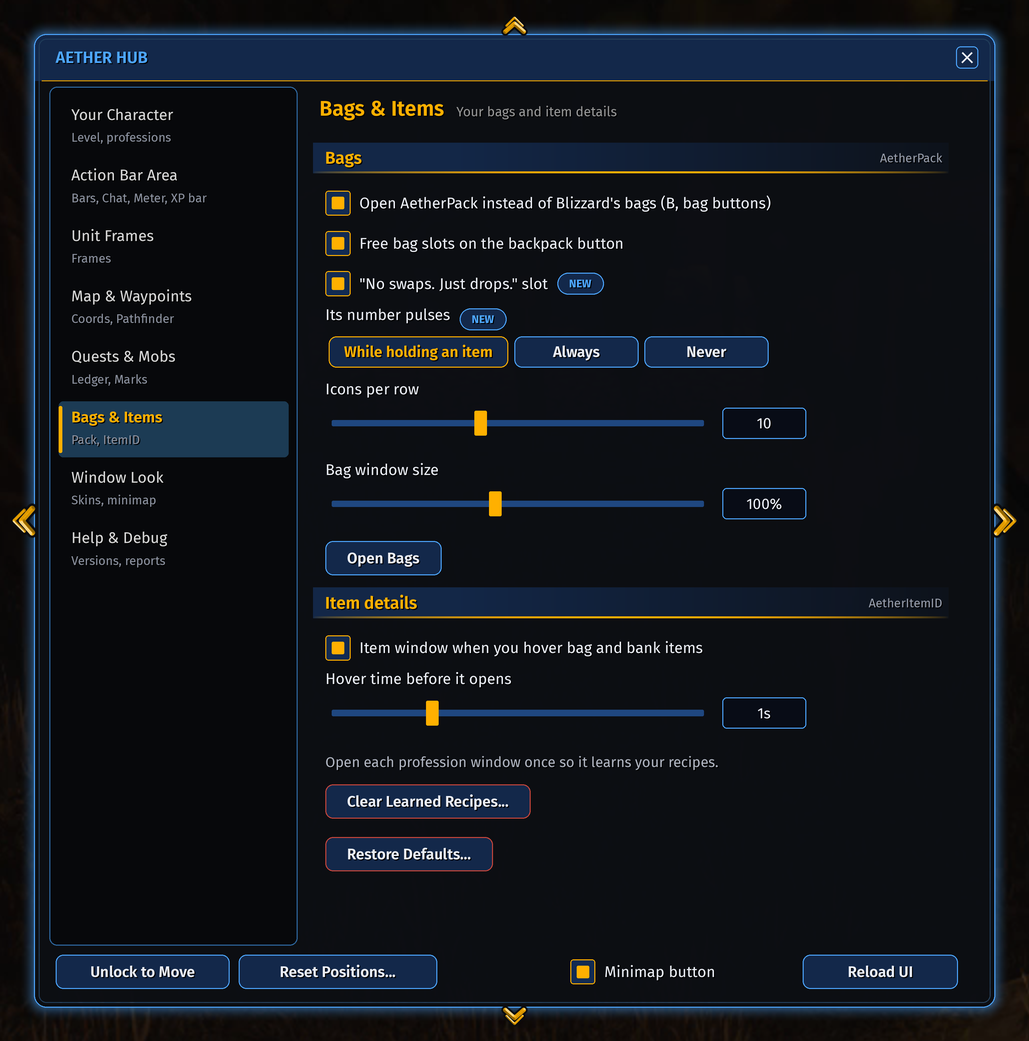 AETHER HUB
Your Character
Level, professions
Action Bar Area
Bars, Chat, Meter, XP bar
Unit Frames
Frames
Map & Waypoints
Coords, Pathfinder
Quests & Mobs
Ledger, Marks
Bags & Items
Pack, ItemID
Window Look
Skins, minimap
Help & Debug
Versions, reports
Bags & Items Your bags and item details
Bags AetherPack
Open AetherPack instead of Blizzard's bags (B, bag buttons)
Free bag slots on the backpack button
"No swaps. Just drops." slot NEW
Its number pulses NEW
While holding an item Always Never
Icons per row
10
Bag window size
100%
Open Bags
Item details AetherItemID
Item window when you hover bag and bank items
Hover time before it opens
1s
Open each profession window once so it learns your recipes.
Clear Learned Recipes...
Restore Defaults...
Unlock to Move Reset Positions... Minimap button Reload UI